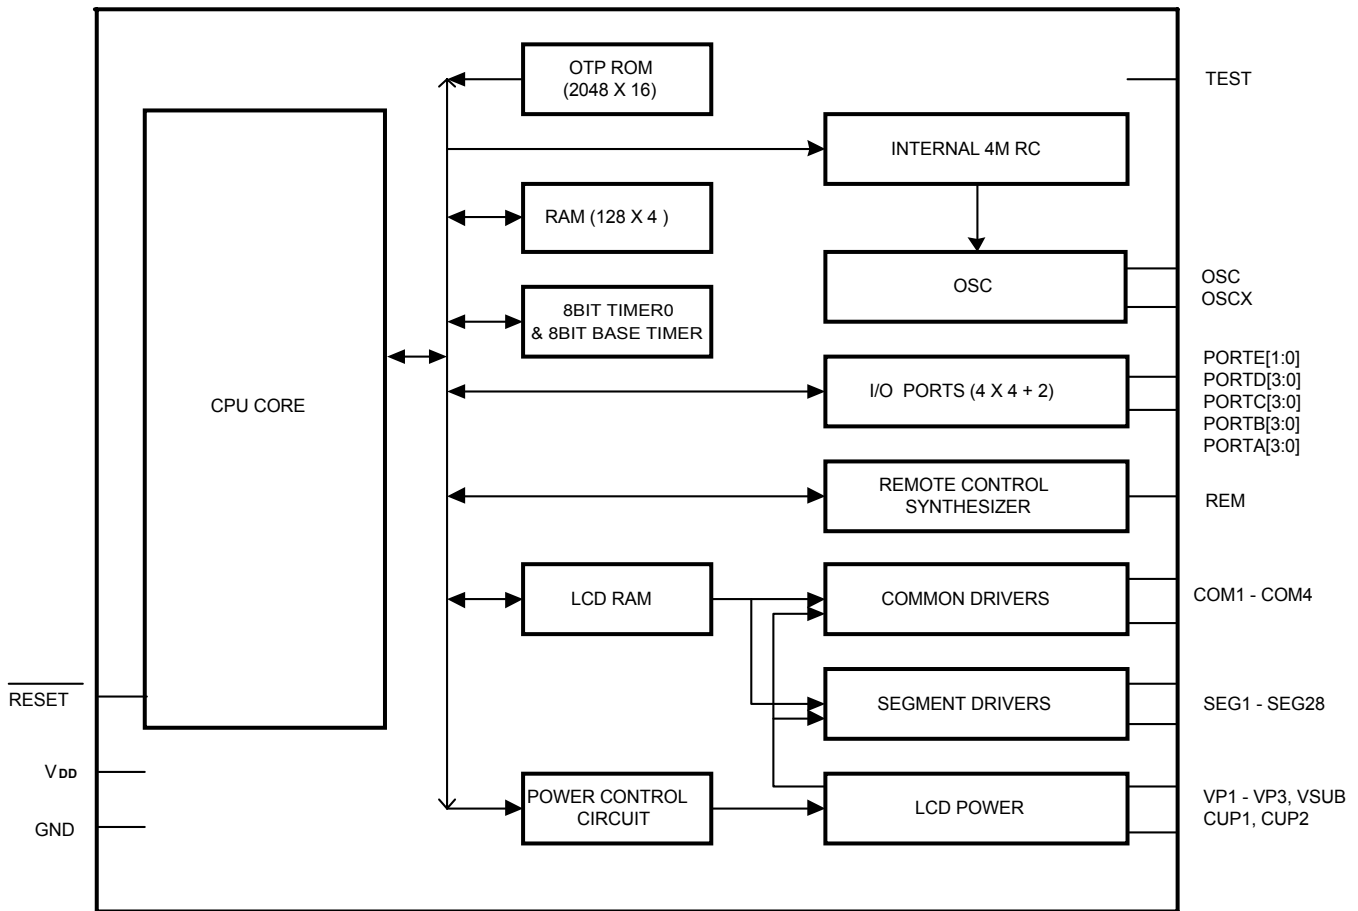 OTP ROM
(2048 X 16)
TEST
INTERNAL 4M RC
RAM (128 X 4 )
OSC
OSC
OSCX
8BIT TIMER0
& 8BIT BASE TIMER
CPU CORE
I/O PORTS (4 X 4 + 2)
PORTE[1:0]
PORTD[3:0]
PORTC[3:0]
PORTB[3:0]
PORTA[3:0]
REMOTE CONTROL
SYNTHESIZER
REM
LCD RAM
COMMON DRIVERS
COM1 - COM4
RESET
SEGMENT DRIVERS
SEG1 - SEG28
VDD
GND
POWER CONTROL
CIRCUIT
LCD POWER
VP1 - VP3, VSUB
CUP1, CUP2